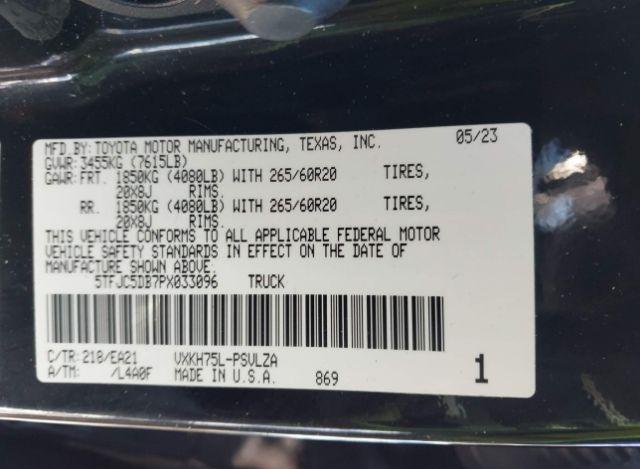 MFD BY: TOYOTA MOTOR MANUFACTURING, TEXAS, INC. 05/23
GVWR: 3455KG (7615LB)
GAWR: FRT. 1850KG (4080LB) WITH 265/60R20 TIRES,
20X8J RIMS.
RR. 1850KG (4080LB) WITH 265/60R20 TIRES,
20X8J RIMS.
THIS VEHICLE CONFORMS TO ALL APPLICABLE FEDERAL MOTOR
VEHICLE SAFETY STANDARDS IN EFFECT ON THE DATE OF
MANUFACTURE SHOWN ABOVE.
5TFJC5DB7PX033096 TRUCK
C/TR: 218/EA21 VXKH75L-PSVLZA
A/TM: /L4A0F MADE IN U.S.A. 869 1